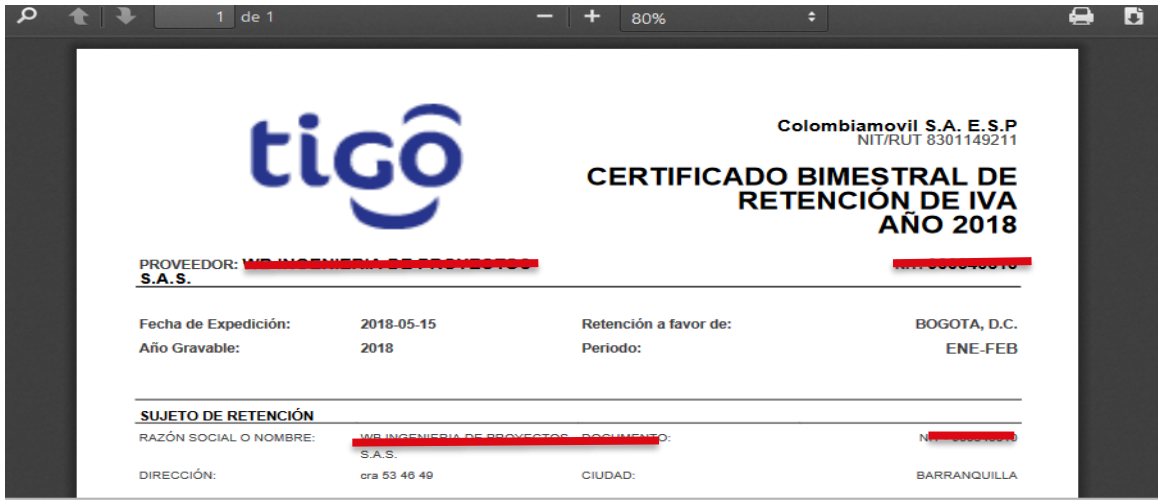 1 de 1 80%
tigo
Colombiamovil S.A. E.S.P
NIT/RUT 8301149211
CERTIFICADO BIMESTRAL DE
RETENCIÓN DE IVA
AÑO 2018
PROVEEDOR:
S.A.S.
Fecha de Expedición: 2018-05-15 Retención a favor de: BOGOTA, D.C.
Año Gravable: 2018 Periodo: ENE-FEB
SUJETO DE RETENCIÓN
RAZÓN SOCIAL O NOMBRE:
S.A.S.
DIRECCIÓN: cra 53 46 49 CIUDAD: BARRANQUILLA